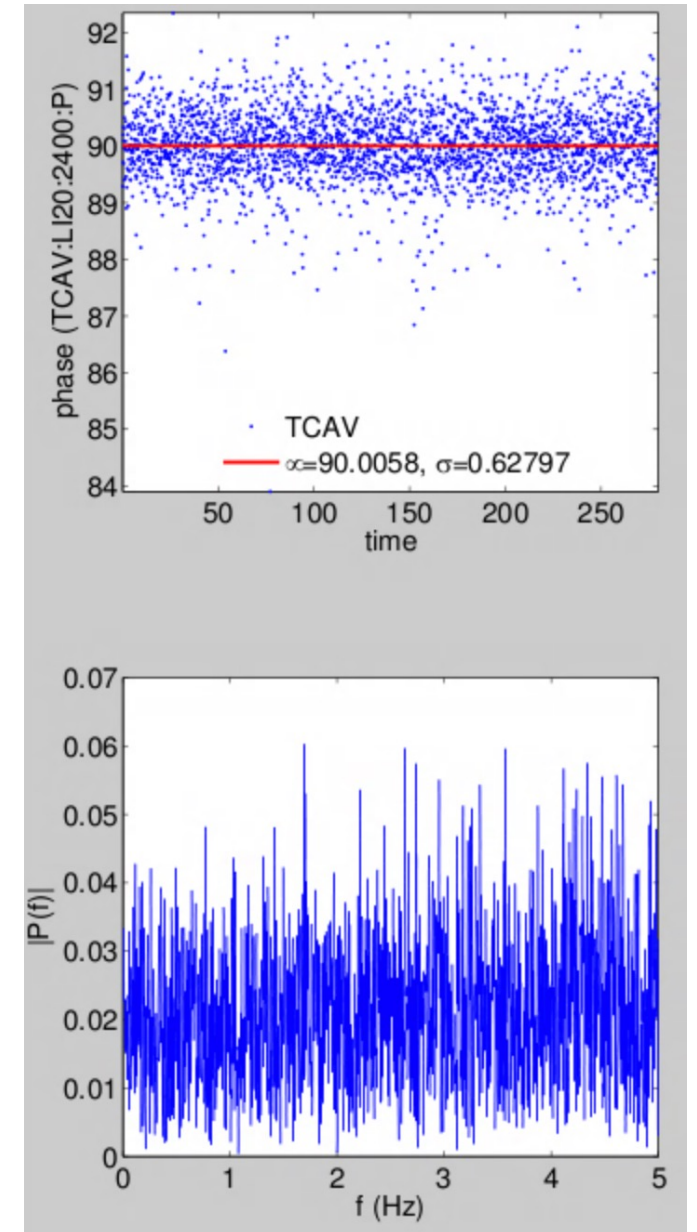 92
91
90
89
88
87
86
85
84
phase (TCAV:LI20:2400:P)
TCAV
∝=90.0058, σ=0.62797
50 100 150 200 250
time
0.07
0.06
0.05
0.04
0.03
0.02
0.01
0
|P(f)|
0 1 2 3 4 5
f (Hz)